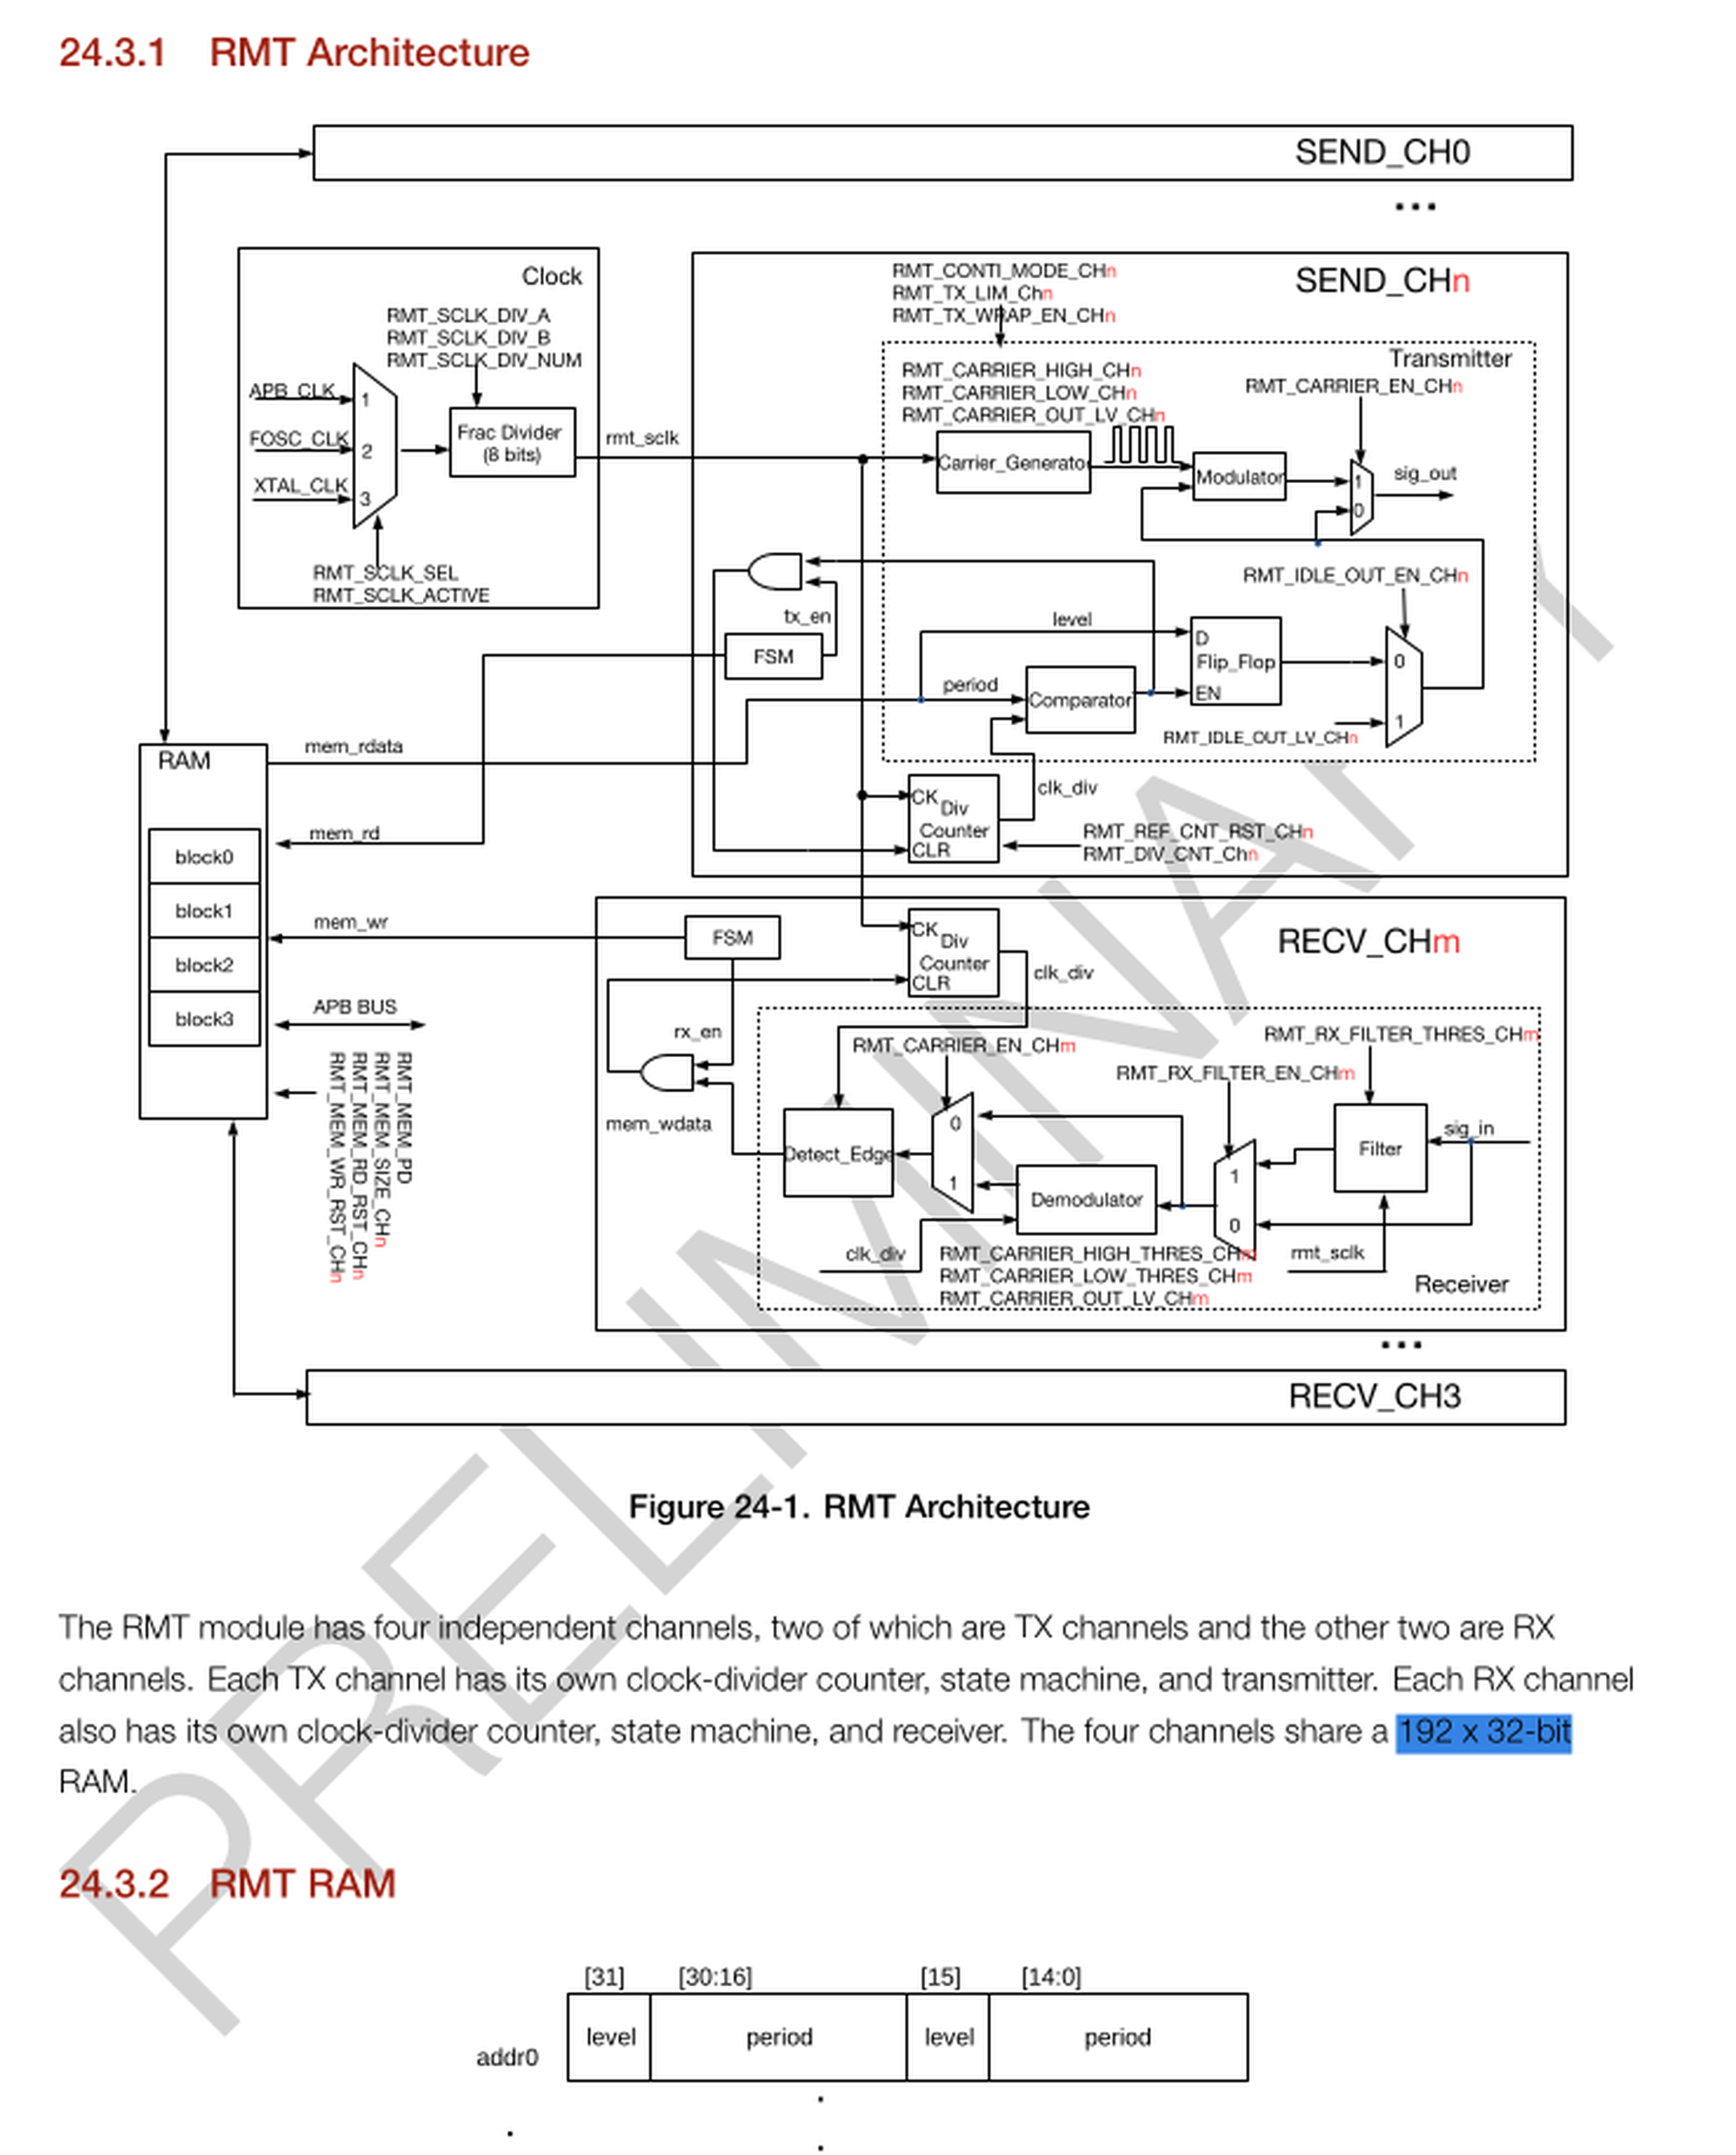 24.3.1 RMT Architecture
SEND_CH0
...
Clock
RMT_SCLK_DIV_A
RMT_SCLK_DIV_B
RMT_SCLK_DIV_NUM
APB_CLK
1
FOSC_CLK
2
XTAL_CLK
3
Frac Divider
(8 bits)
rmt_sclk
RMT_SCLK_SEL
RMT_SCLK_ACTIVE
SEND_CHn
RMT_CONTI_MODE_CHn
RMT_TX_LIM_Chn
RMT_TX_WRAP_EN_CHn
Transmitter
RMT_CARRIER_HIGH_CHn
RMT_CARRIER_LOW_CHn
RMT_CARRIER_OUT_LV_CHn
RMT_CARRIER_EN_CHn
Carrier_Generator
Modulator
1
0
sig_out
RMT_IDLE_OUT_EN_CHn
tx_en
FSM
level
period
Comparator
D
Flip_Flop
EN
0
1
RMT_IDLE_OUT_LV_CHn
clk_div
CK
Div
Counter
CLR
RMT_REF_CNT_RST_CHn
RMT_DIV_CNT_Chn
RAM
mem_rdata
mem_rd
block0
block1
mem_wr
block2
block3
APB BUS
RMT_MEM_PD
RMT_MEM_SIZE_CHn
RMT_MEM_RD_RST_CHn
RMT_MEM_WR_RST_CHn
RECV_CHm
FSM
CK
Div
Counter
CLR
clk_div
rx_en
mem_wdata
RMT_CARRIER_EN_CHm
RMT_RX_FILTER_THRES_CHm
RMT_RX_FILTER_EN_CHm
Detect_Edge
0
1
Demodulator
1
0
Filter
sig_in
clk_div
RMT_CARRIER_HIGH_THRES_CHm
RMT_CARRIER_LOW_THRES_CHm
RMT_CARRIER_OUT_LV_CHm
rmt_sclk
Receiver
...
RECV_CH3
PRELIMINARY
Figure 24-1. RMT Architecture
The RMT module has four independent channels, two of which are TX channels and the other two are RX
channels. Each TX channel has its own clock-divider counter, state machine, and transmitter. Each RX channel
also has its own clock-divider counter, state machine, and receiver. The four channels share a 192 x 32-bit
RAM.
24.3.2 RMT RAM
[31] [30:16] [15] [14:0]
addr0 level period level period